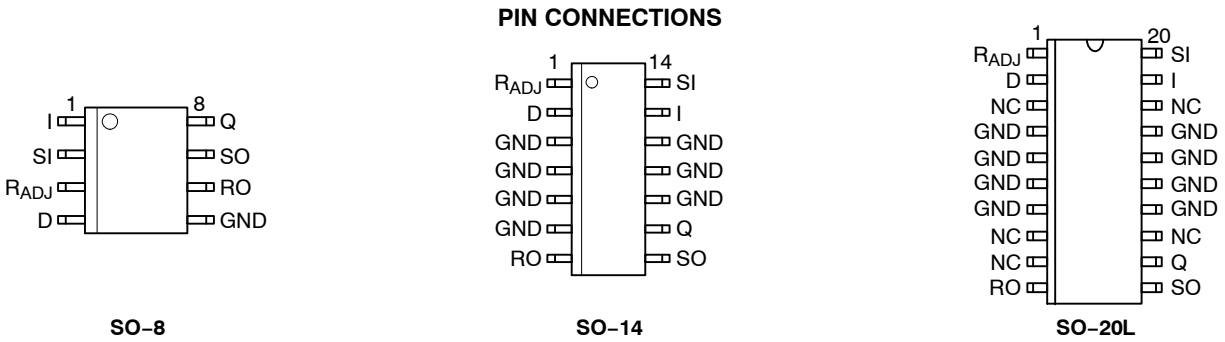 PIN CONNECTIONS
1 8
I Q
SI SO
RADJ RO
D GND
SO–8
1 14
RADJ SI
D I
GND GND
GND GND
GND GND
GND Q
RO SO
SO–14
1 20
RADJ SI
D I
NC NC
GND GND
GND GND
GND GND
GND GND
NC NC
NC Q
RO SO
SO–20L